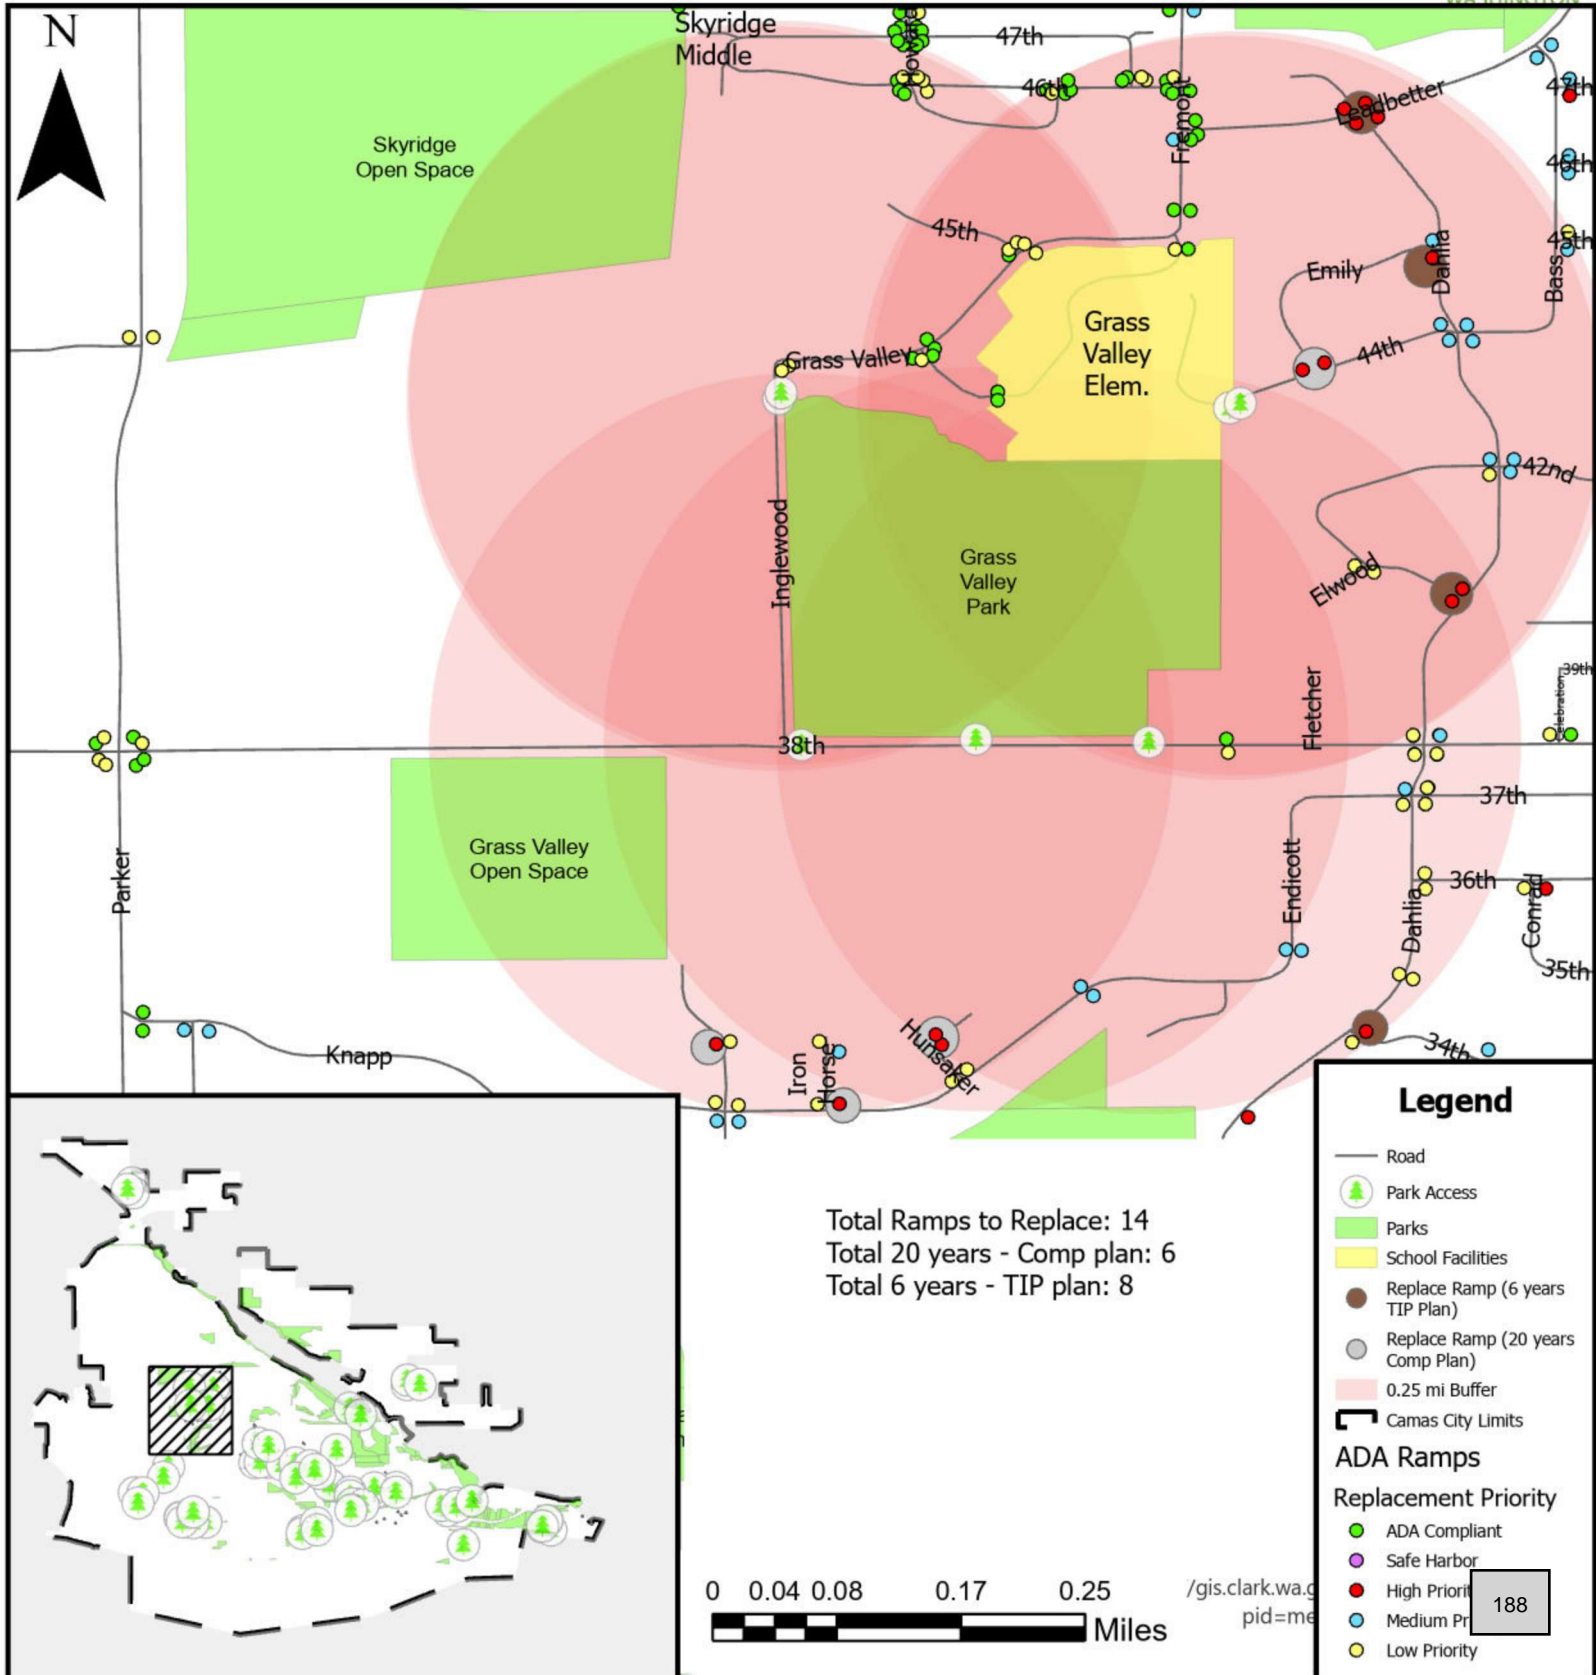 WASHINGTON
N
Skyridge
Middle
47th
Howard
46th
Fremont
Leadbetter
47th
46th
45th
Bass
Skyridge
Open Space
45th
Emily
Dahlia
Grass
Valley
Elem.
Grass Valley
44th
42nd
Inglewood
Grass
Valley
Park
Elwood
39th
Celebration
Fletcher
38th
37th
Grass Valley
Open Space
Parker
Endicott
36th
Dahlia
Conrad
35th
Knapp
Iron
Horse
Hunsaker
34th
Total Ramps to Replace: 14
Total 20 years - Comp plan: 6
Total 6 years - TIP plan: 8
0 0.04 0.08 0.17 0.25
Miles
/gis.clark.wa.g
pid=me
Legend
Road
Park Access
Parks
School Facilities
Replace Ramp (6 years
TIP Plan)
Replace Ramp (20 years
Comp Plan)
0.25 mi Buffer
Camas City Limits
ADA Ramps
Replacement Priority
ADA Compliant
Safe Harbor
High Priorit
Medium Pr
Low Priority
188